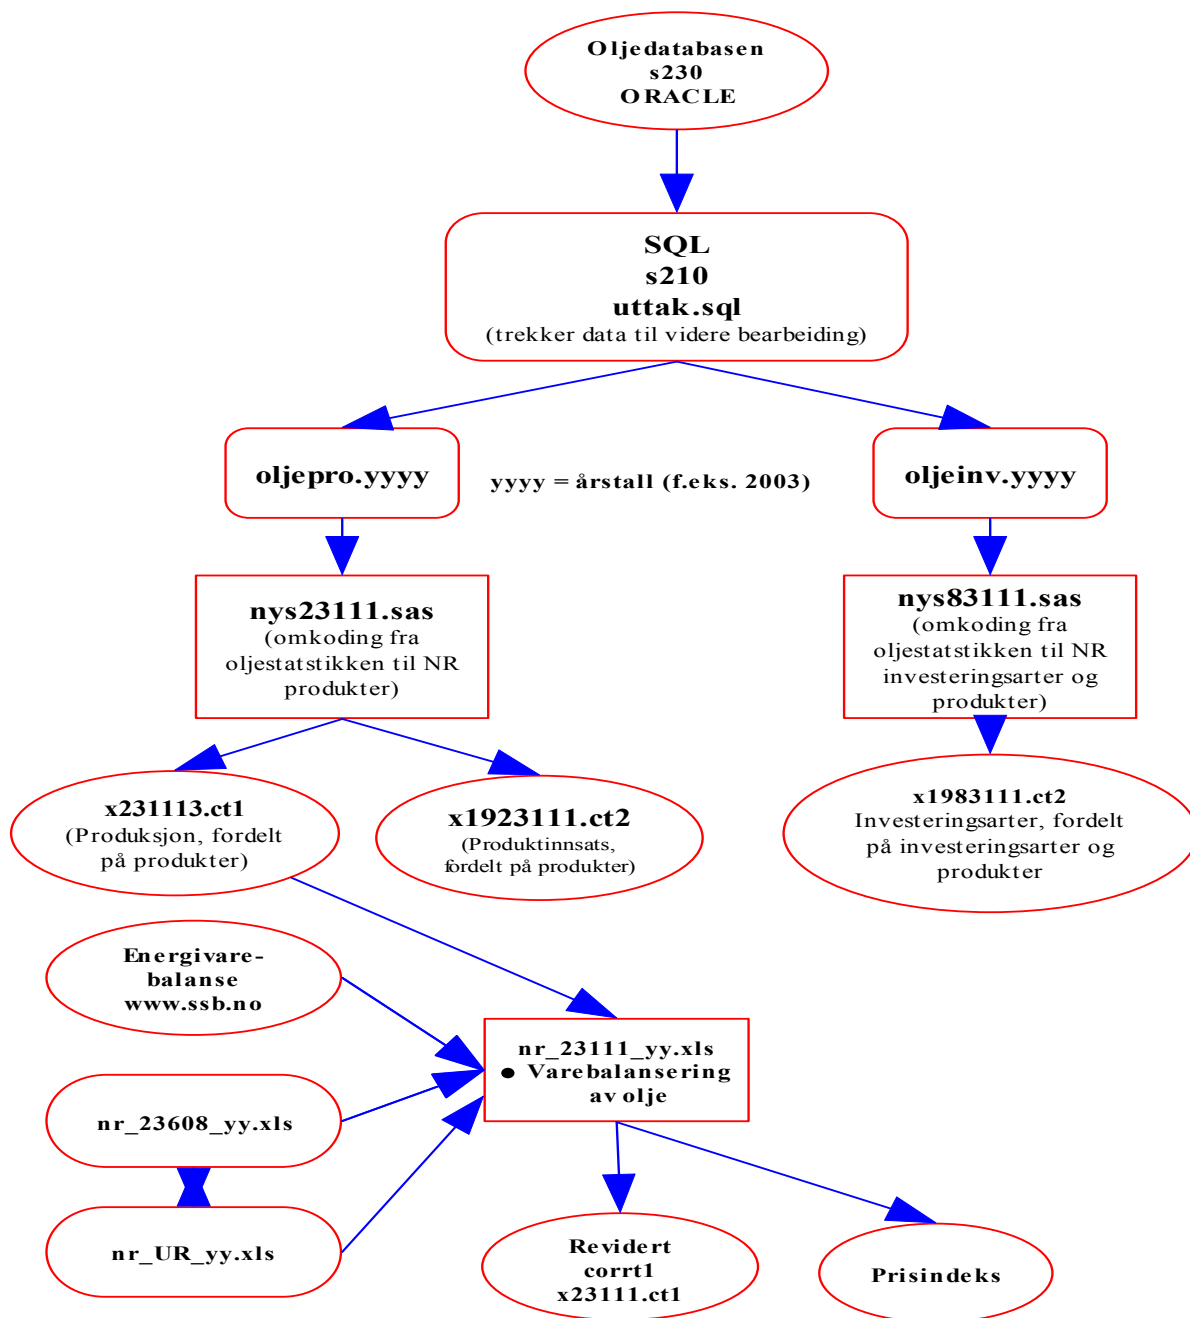 Oljedatabasen
s230
ORACLE
SQL
s210
uttak.sql
(trekker data til videre bearbeiding)
oljepro.yyyy
yyyy = årstall (f.eks. 2003)
oljeinv.yyyy
nys23111.sas
(omkoding fra
oljestatstikken til NR
produkter)
nys83111.sas
(omkoding fra
oljestatstikken til NR
investeringsarter og
produkter)
x231113.ct1
(Produksjon, fordelt
på produkter)
x1923111.ct2
(Produktinnsats,
fordelt på produkter)
x1983111.ct2
Investeringsarter, fordelt
på investeringsarter og
produkter
Energivare-
balanse
www.ssb.no
nr_23111_yy.xls
● Varebalansering
av olje
nr_23608_yy.xls
nr_UR_yy.xls
Revidert
corrt1
x23111.ct1
Prisindeks